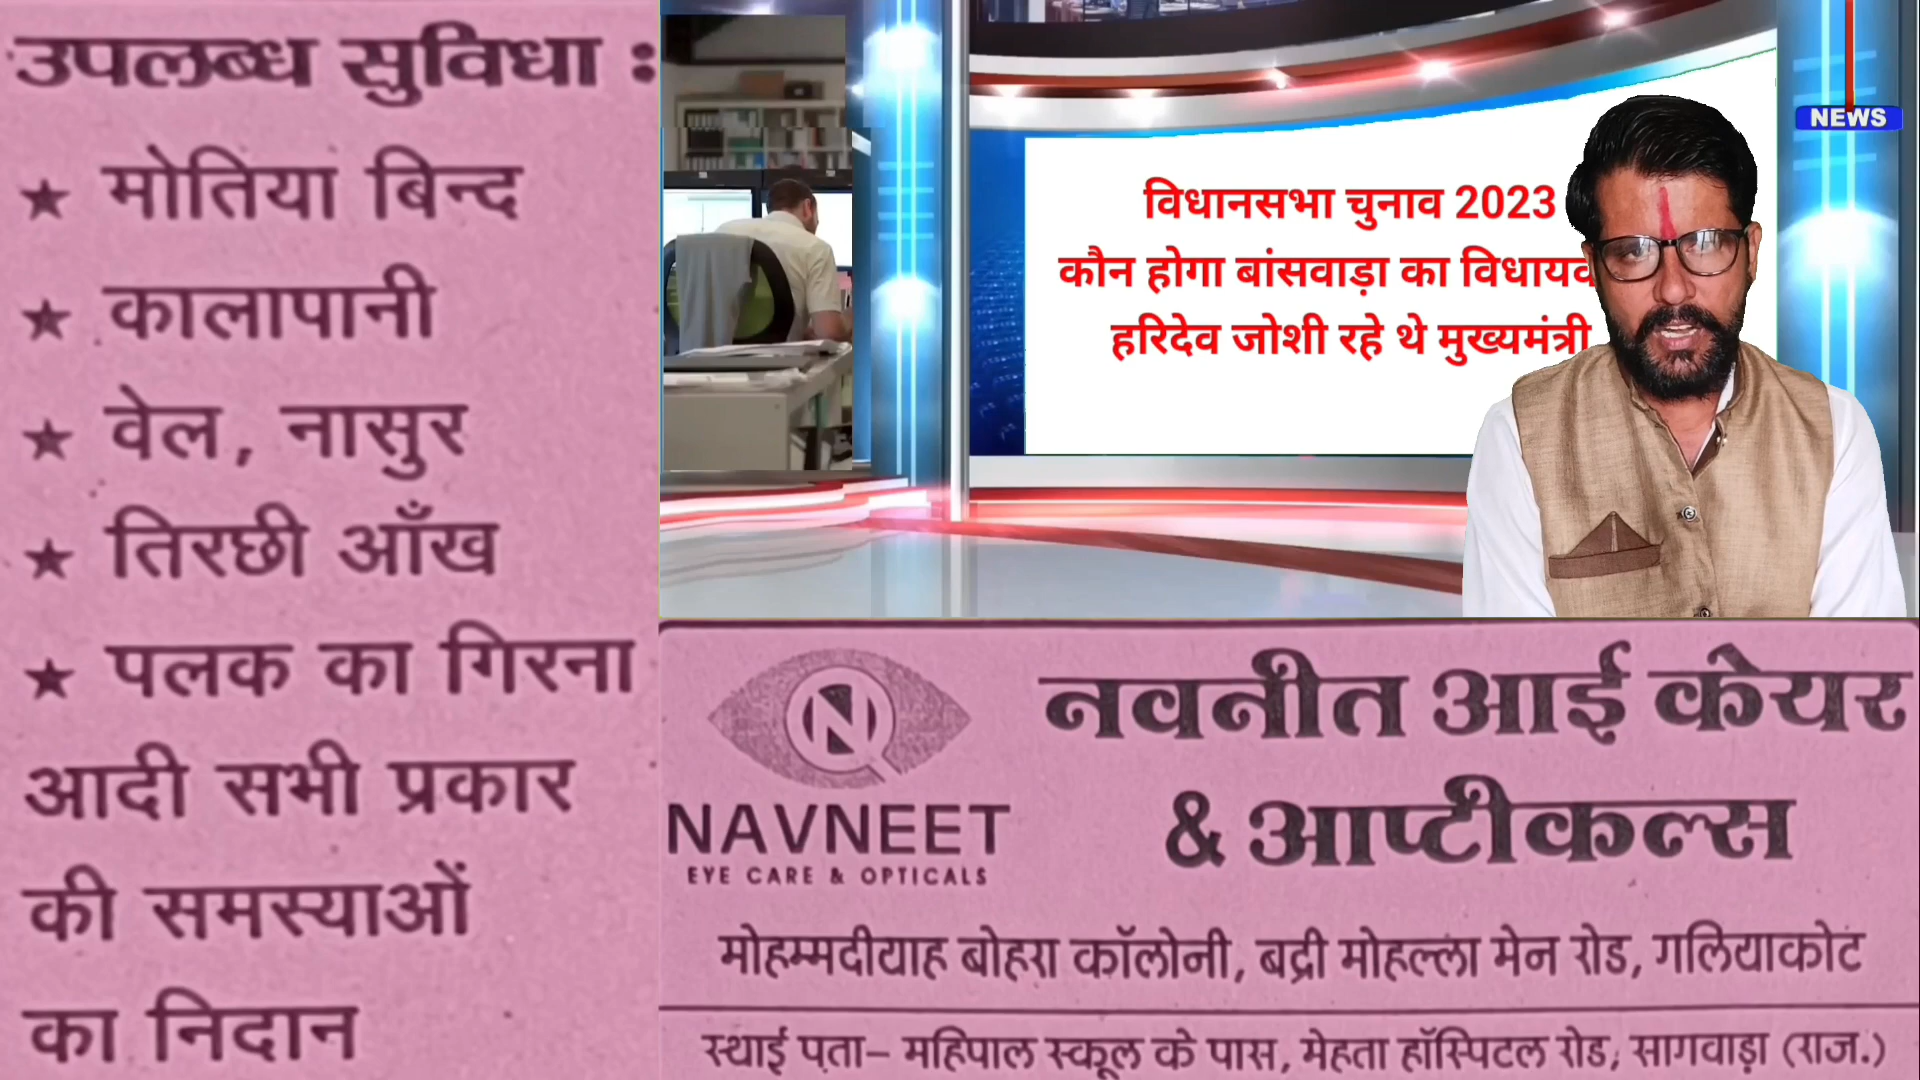 उपलब्ध सुविधा :
★ मोतिया बिन्द
★ कालापानी
★ वेल, नासुर
★ तिरछी आँख
★ पलक का गिरना
आदी सभी प्रकार
की समस्याओं
का निदान
NEWS
विधानसभा चुनाव 2023
कौन होगा बांसवाड़ा का
हरिदेव जोशी रहे थे मुख्यमंत्री
N
NAVNEET
EYE CARE & OPTICALS
नवनीत आई केयर
& आप्टीकल्स
मोहम्मदीयाह बोहरा कॉलोनी, बद्री मोहल्ला मेन रोड, गलियाकोट
स्थाई पता– महिपाल स्कूल के पास, मेहता हॉस्पिटल रोड, सागवाड़ा (राज.)